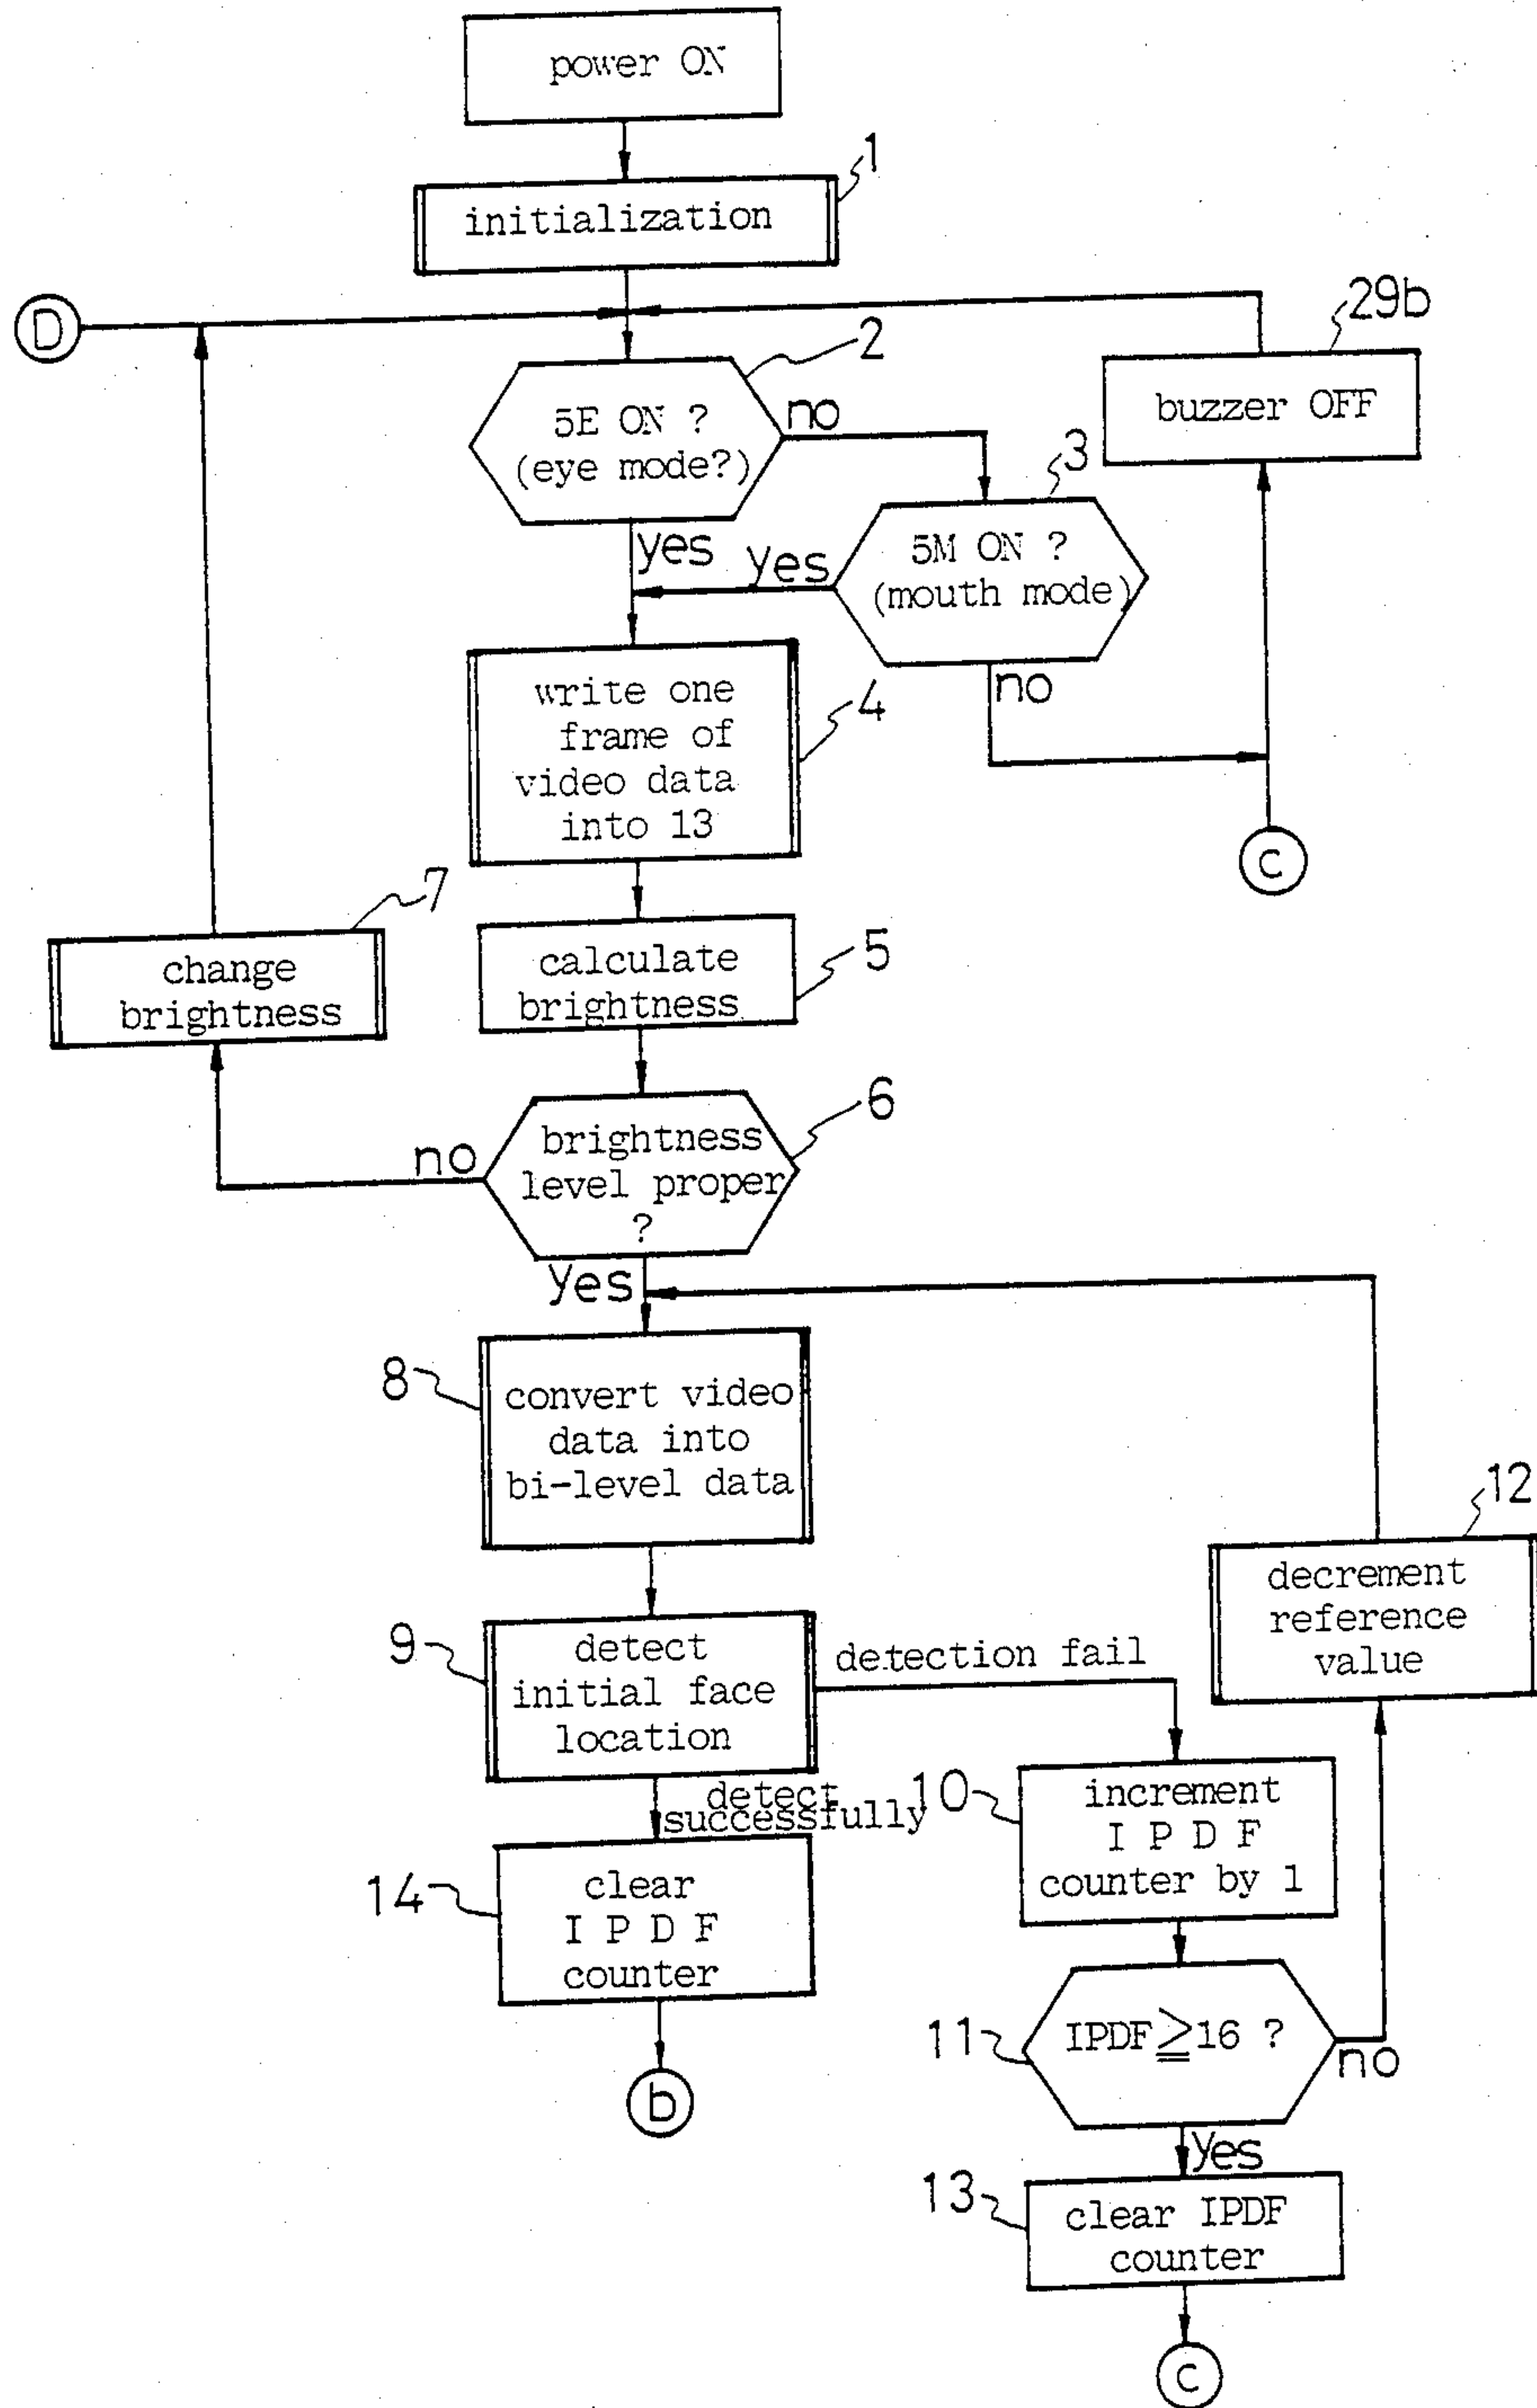 power ON
1
initialization
D
29b
buzzer OFF
2
5E ON ?
(eye mode?)
no
yes
3
5M ON ?
(mouth mode)
yes
no
4
write one
frame of
video data
into 13
C
7
change
brightness
5
calculate
brightness
6
brightness
level proper
?
no
yes
8
convert video
data into
bi-level data
12
decrement
reference
value
9
detect
initial face
location
detection fail
detect
successfully
10
increment
I P D F
counter by 1
14
clear
I P D F
counter
b
11
IPDF≧16 ?
no
yes
13
clear IPDF
counter
C